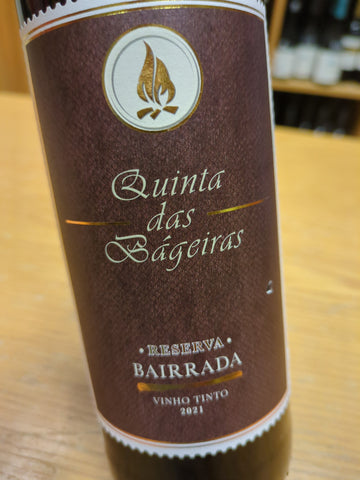 Quinta
das
Bágeiras
• RESERVA •
BAIRRADA
VINHO TINTO
2021